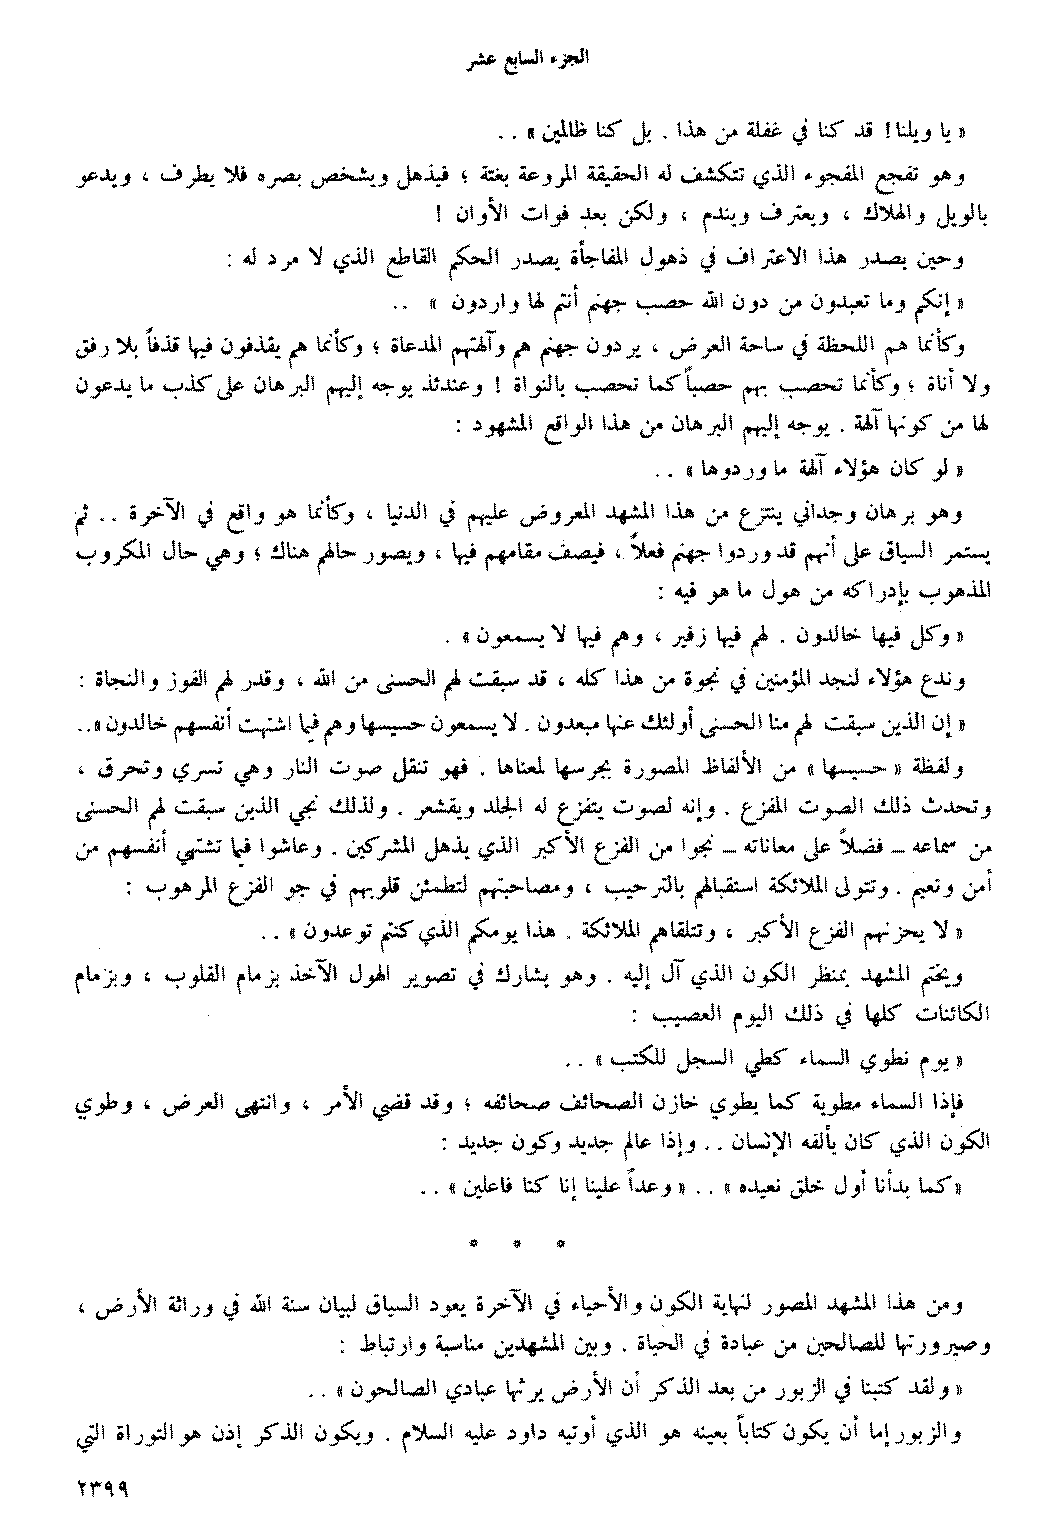 الجزء السابع عشر
« يا ويلنا! قد كنا في غفلة من هذا . بل كنا ظالمين » . .
وهو تفجع المفجوء الذي تتكشف له الحقيقة المروعة بغتة ؛ فيذهل ويشخص بصره فلا يطرف ، ويدعو
بالويل والهلاك ، ويعترف ويندم ، ولكن بعد فوات الأوان !
وحين يصدر هذا الاعتراف في ذهول المفاجأة يصدر الحكم القاطع الذي لا مرد له :
« إنكم وما تعبدون من دون الله حصب جهنم أنتم لها واردون » . .
وكأنما هم اللحظة في ساحة العرض ، يردون جهنم هم وآلهتهم المدعاة ؛ وكأنما هم يقذفون فيها قذفاً بلا رفق
ولا أناة ؛ وكأنما تحصب بهم حصباً كما تحصب بالنواة ! وعندئذ يوجه إليهم البرهان على كذب ما يدعون
لها من كونها آلهة . يوجه إليهم البرهان من هذا الواقع المشهود :
« لو كان هؤلاء آلهة ما وردوها » . .
وهو برهان وجداني ينتزع من هذا المشهد المعروض عليهم في الدنيا ، وكأنما هو واقع في الآخرة . . ثم
يستمر السياق على أنهم قد وردوا جهنم فعلاً ، فيصف مقامهم فيها ، ويصور حالهم هناك ؛ وهي حال المكروب
المذهوب بإدراكه من هول ما هو فيه :
« وكل فيها خالدون . لهم فيها زفير ، وهم فيها لا يسمعون » .
وندع هؤلاء لنجد المؤمنين في نجوة من هذا كله ، قد سبقت لهم الحسنى من الله ، وقدر لهم الفوز والنجاة :
« إن الذين سبقت لهم منا الحسنى أولئك عنها مبعدون . لا يسمعون حسيسها وهم فيما اشتهت أنفسهم خالدون » . .
ولفظة « حسيسها » من الألفاظ المصورة بجرسها لمعناها . فهو تنقل صوت النار وهي تسري وتحرق ،
وتحدث ذلك الصوت المفزع . وإنه لصوت يتفزع له الجلد ويقشعر . ولذلك نجي الذين سبقت لهم الحسنى
من سماعه ــ فضلاً على معاناته ــ نجوا من الفزع الأكبر الذي يذهل المشركين . وعاشوا فيما تشتهي أنفسهم من
أمن ونعيم . وتتولى الملائكة استقبالهم بالترحيب ، ومصاحبتهم لتطمئن قلوبهم في جو الفزع المرهوب :
« لا يحزنهم الفزع الأكبر ، وتتلقاهم الملائكة . هذا يومكم الذي كنتم توعدون » . .
ويختم المشهد بمنظر الكون الذي آل إليه . وهو يشارك في تصوير الهول الآخذ بزمام القلوب ، وبزمام
الكائنات كلها في ذلك اليوم العصيب :
« يوم نطوي السماء كطي السجل للكتب » . .
فإذا السماء مطوية كما يطوي خازن الصحائف صحائفه ؛ وقد قضي الأمر ، وانتهى العرض ، وطوي
الكون الذي كان يألفه الإنسان . . وإذا عالم جديد وكون جديد :
« كما بدأنا أول خلق نعيده » . . « وعداً علينا إنا كنا فاعلين » . .
* * *
ومن هذا المشهد المصور لنهاية الكون والأحياء في الآخرة يعود السياق لبيان سنة الله في وراثة الأرض ،
وصيرورتها للصالحين من عبادة في الحياة . وبين المشهدين مناسبة وارتباط :
« ولقد كتبنا في الزبور من بعد الذكر أن الأرض يرثها عبادي الصالحون » . .
والزبور إما أن يكون كتاباً بعينه هو الذي أوتيه داود عليه السلام . ويكون الذكر إذن هو التوراة التي
٢٣٩٩